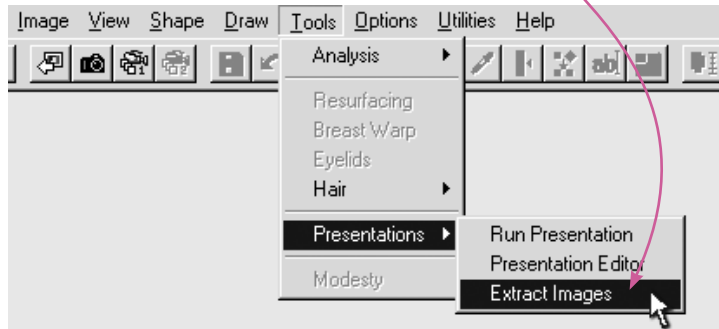 Image View Shape Draw Tools Options Utilities Help
Analysis
abl
Resurfacing
Breast Warp
Eyelids
Hair
Presentations
Run Presentation
Presentation Editor
Modesty
Extract Images